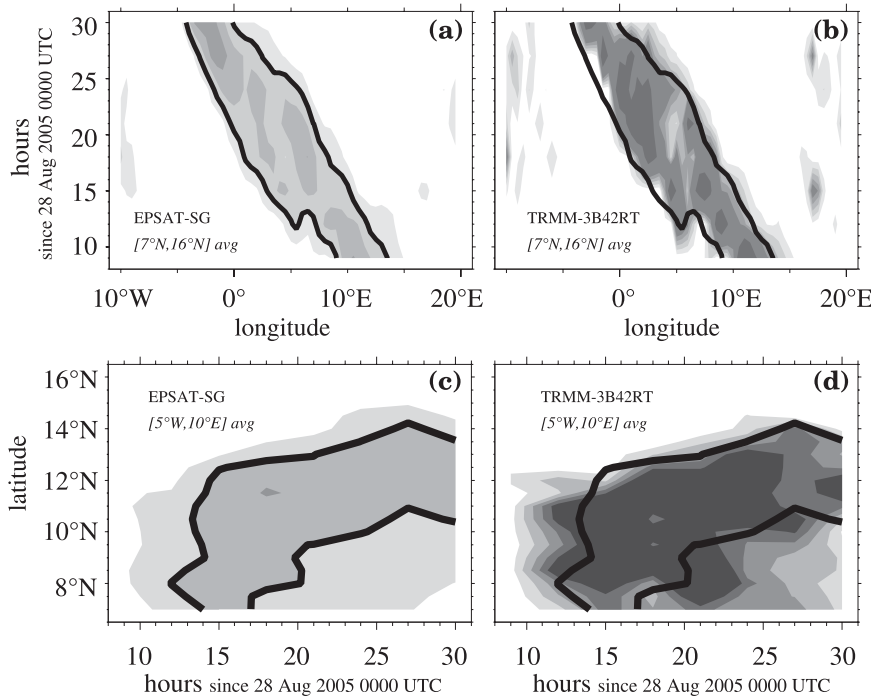 (a)
30
25
20
15
10
hours
since 28 Aug 2005 0000 UTC
EPSAT-SG
[7°N,16°N] avg
10°W 0° 10°E 20°E
longitude
(b)
TRMM-3B42RT
[7°N,16°N] avg
0° 10°E 20°E
longitude
(c)
16°N
14°N
12°N
10°N
8°N
latitude
EPSAT-SG
[5°W,10°E] avg
10 15 20 25 30
hours since 28 Aug 2005 0000 UTC
(d)
TRMM-3B42RT
[5°W,10°E] avg
10 15 20 25 30
hours since 28 Aug 2005 0000 UTC